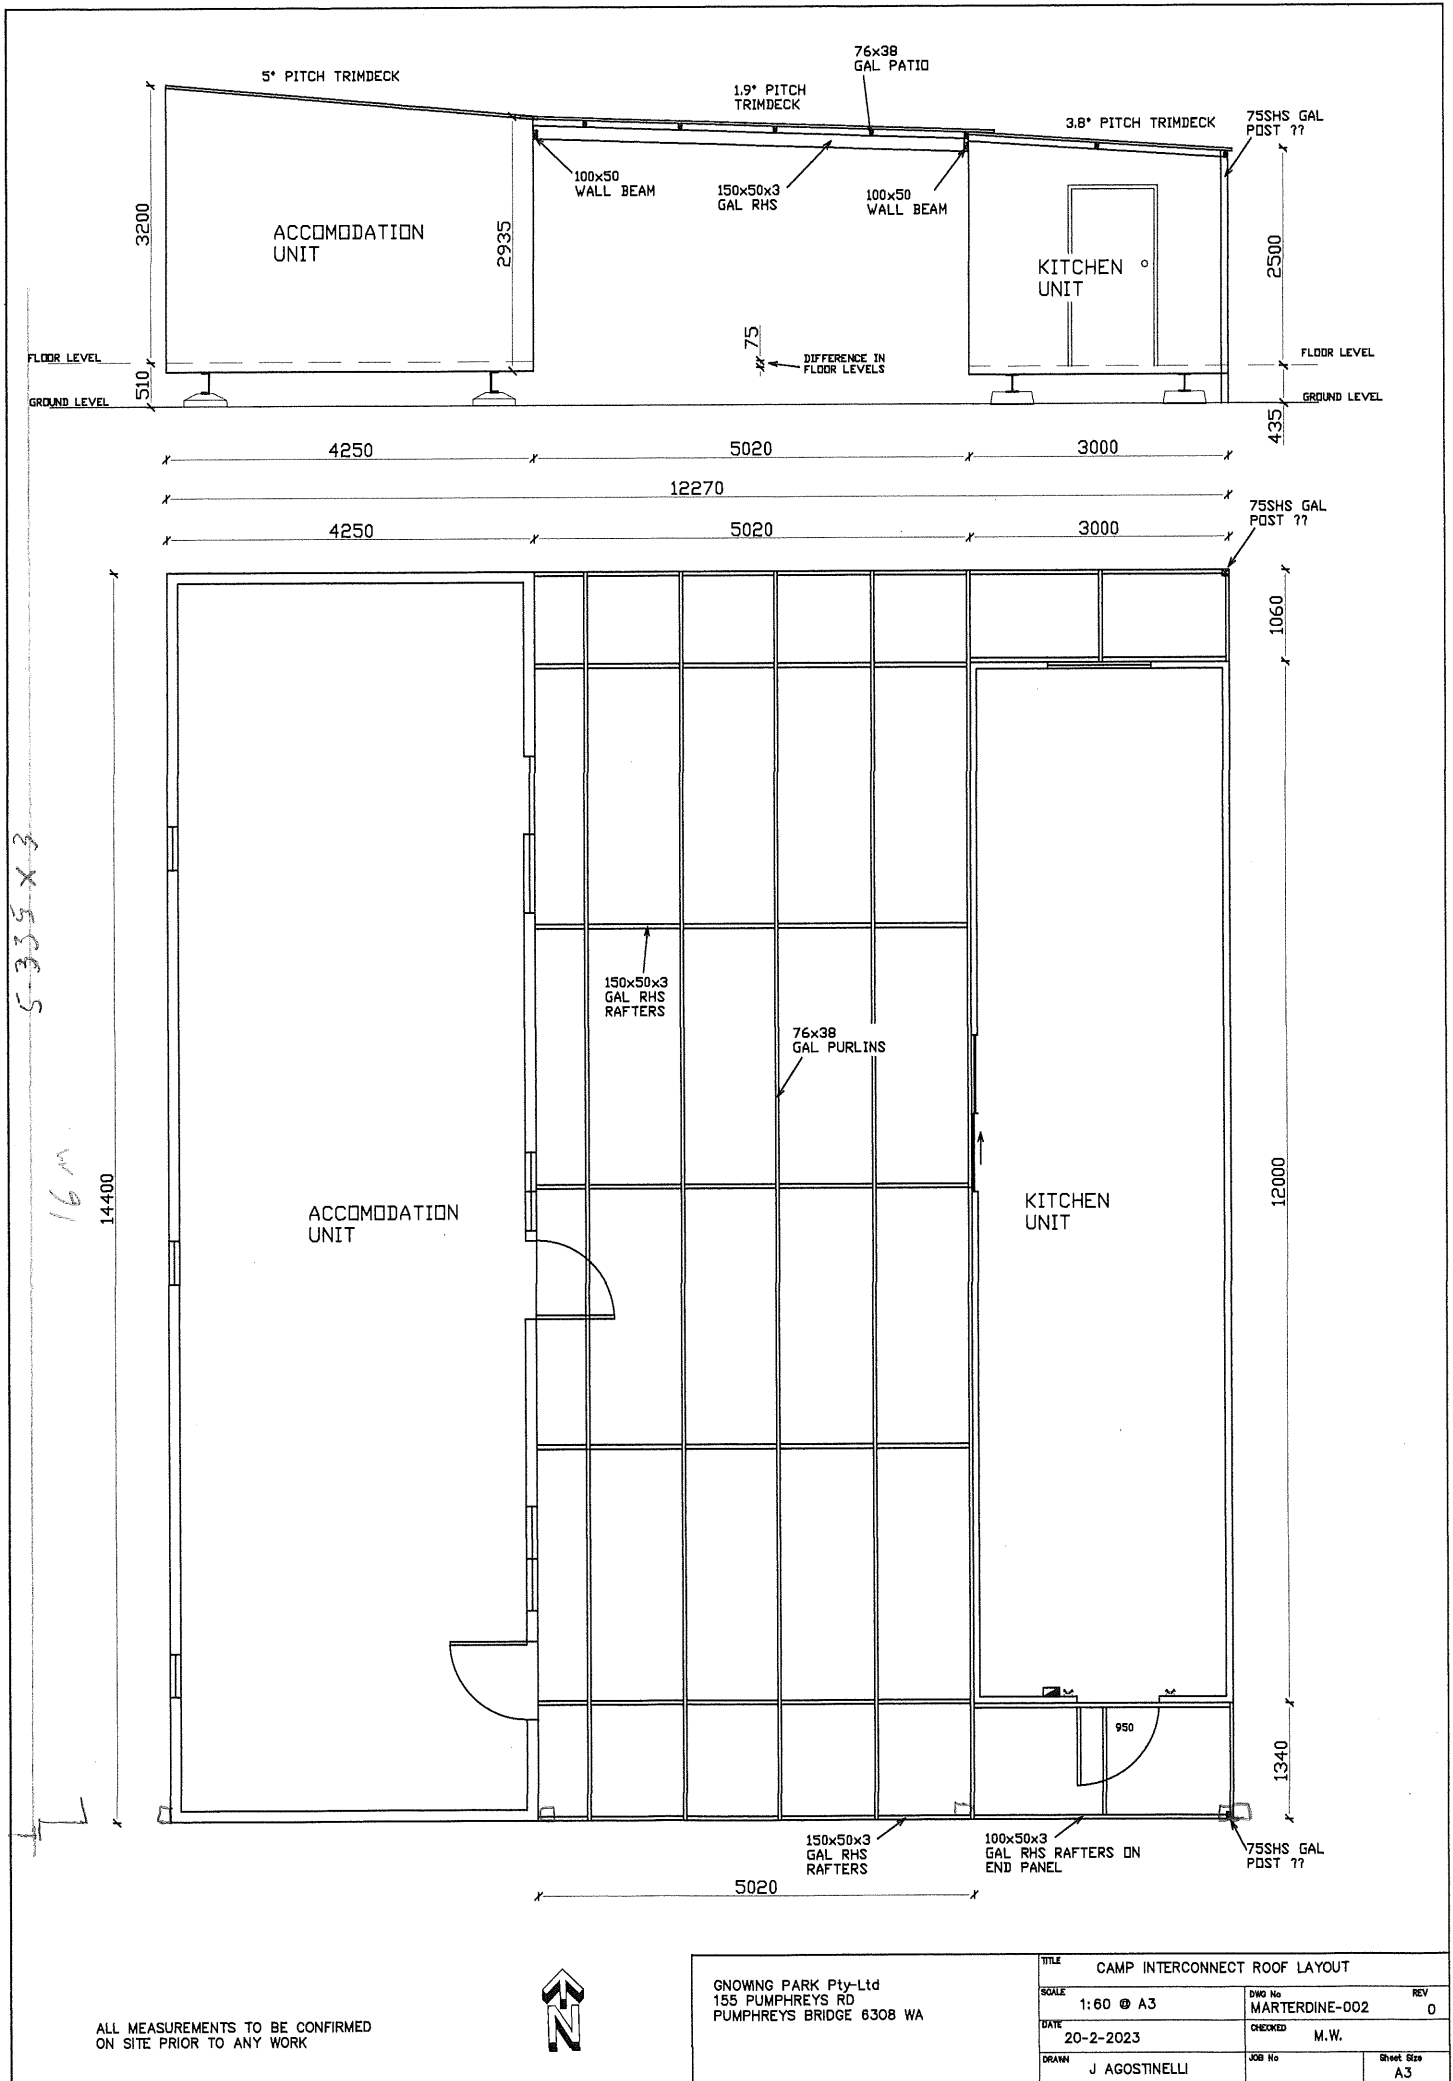 76x38
GAL PATIO
5° PITCH TRIMDECK
1.9° PITCH
TRIMDECK
3.8° PITCH TRIMDECK
75SHS GAL
POST ??
100x50
WALL BEAM
150x50x3
GAL RHS
100x50
WALL BEAM
3200
ACCOMODATION
UNIT
2935
KITCHEN
UNIT
2500
75
DIFFERENCE IN
FLOOR LEVELS
FLOOR LEVEL
FLOOR LEVEL
510
GROUND LEVEL
GROUND LEVEL
435
4250
5020
3000
12270
4250
5020
3000
75SHS GAL
POST ??
1060
5.335 x 3
150x50x3
GAL RHS
RAFTERS
76x38
GAL PURLINS
16 m
14400
ACCOMODATION
UNIT
KITCHEN
UNIT
12000
950
1340
150x50x3
GAL RHS
RAFTERS
100x50x3
GAL RHS RAFTERS ON
END PANEL
75SHS GAL
POST ??
5020
ALL MEASUREMENTS TO BE CONFIRMED
ON SITE PRIOR TO ANY WORK
N
GNOWING PARK Pty-Ltd
155 PUMPHREYS RD
PUMPHREYS BRIDGE 6308 WA
TITLE
CAMP INTERCONNECT ROOF LAYOUT
SCALE
1:60 @ A3
DWG No
MARTERDINE-002
REV
0
DATE
20-2-2023
CHECKED
M.W.
DRAWN
J AGOSTINELLI
JOB No
Sheet Size
A3